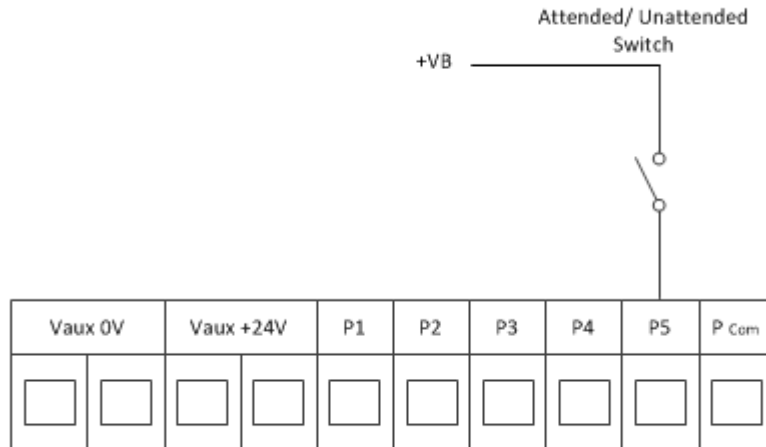 Attended/ Unattended
Switch
+VB
Vaux 0V Vaux +24V P1 P2 P3 P4 P5 P Com